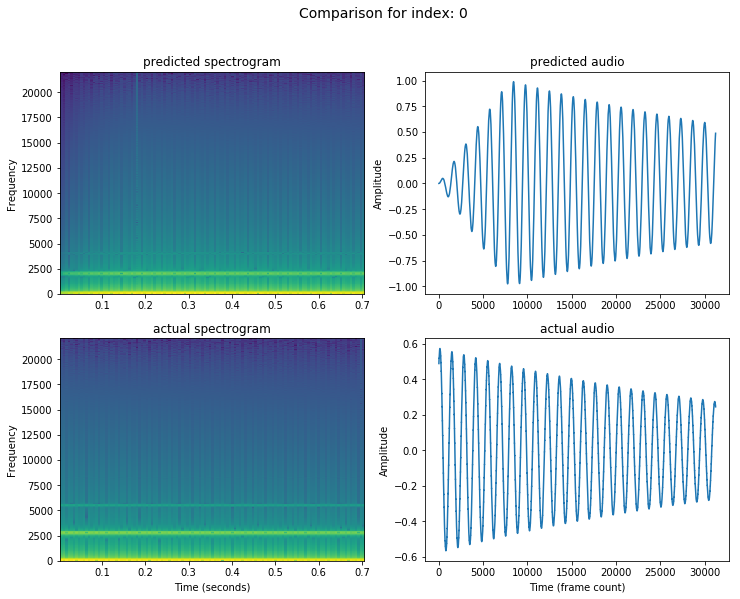 Comparison for index: 0
predicted spectrogram
predicted audio
20000
17500
15000
12500
10000
7500
5000
2500
0
Frequency
0.1 0.2 0.3 0.4 0.5 0.6 0.7
1.00
0.75
0.50
0.25
0.00
−0.25
−0.50
−0.75
−1.00
Amplitude
0 5000 10000 15000 20000 25000 30000
actual spectrogram
actual audio
20000
17500
15000
12500
10000
7500
5000
2500
0
Frequency
0.1 0.2 0.3 0.4 0.5 0.6 0.7
Time (seconds)
0.6
0.4
0.2
0.0
−0.2
−0.4
−0.6
Amplitude
0 5000 10000 15000 20000 25000 30000
Time (frame count)